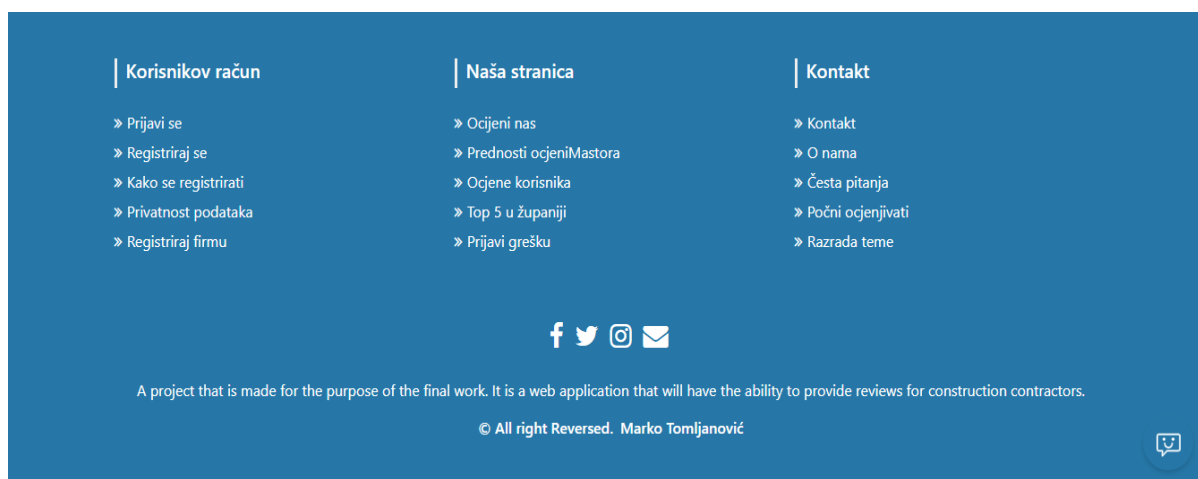 Korisnikov račun
» Prijavi se
» Registriraj se
» Kako se registrirati
» Privatnost podataka
» Registriraj firmu
Naša stranica
» Ocijeni nas
» Prednosti ocjeniMastora
» Ocjene korisnika
» Top 5 u županiji
» Prijavi grešku
Kontakt
» Kontakt
» O nama
» Česta pitanja
» Počni ocjenjivati
» Razrada teme
A project that is made for the purpose of the final work. It is a web application that will have the ability to provide reviews for construction contractors.
© All right Reversed. Marko Tomljanović